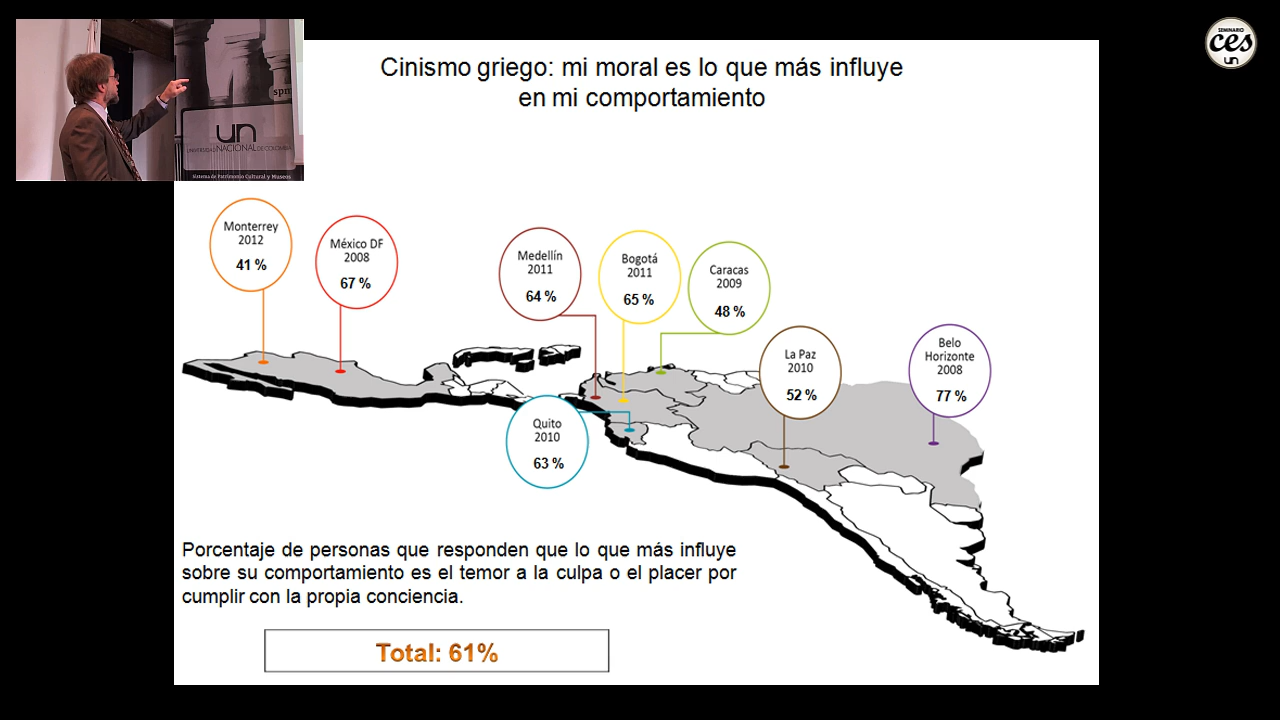 SEMINARIO
ces
un
spm
un
UNIVERSIDAD NACIONAL DE COLOMBIA
Sistema de Patrimonio Cultural y Museos
Cinismo griego: mi moral es lo que más influye
en mi comportamiento
Monterrey
2012
41 %
México DF
2008
67 %
Medellín
2011
64 %
Bogotá
2011
65 %
Caracas
2009
48 %
La Paz
2010
52 %
Belo
Horizonte
2008
77 %
Quito
2010
63 %
Porcentaje de personas que responden que lo que más influye
sobre su comportamiento es el temor a la culpa o el placer por
cumplir con la propia conciencia.
Total: 61%